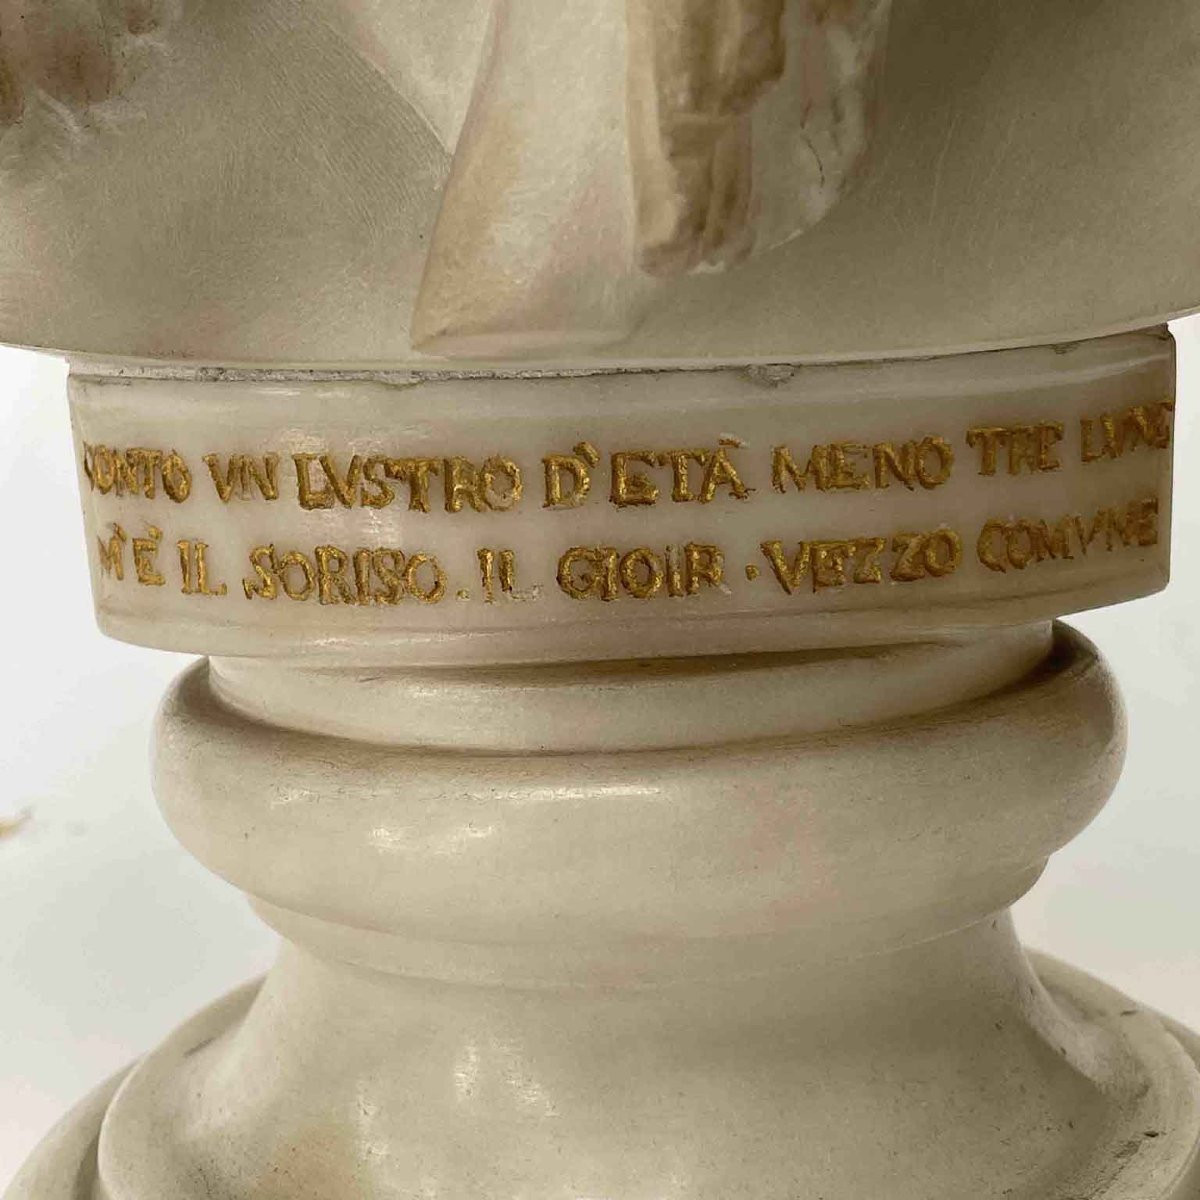 CONTO VN LVSTRO D'ETÀ MENO TRE LVNE
M'È IL SORISO . IL GIOIR . VEZZO COMVNE